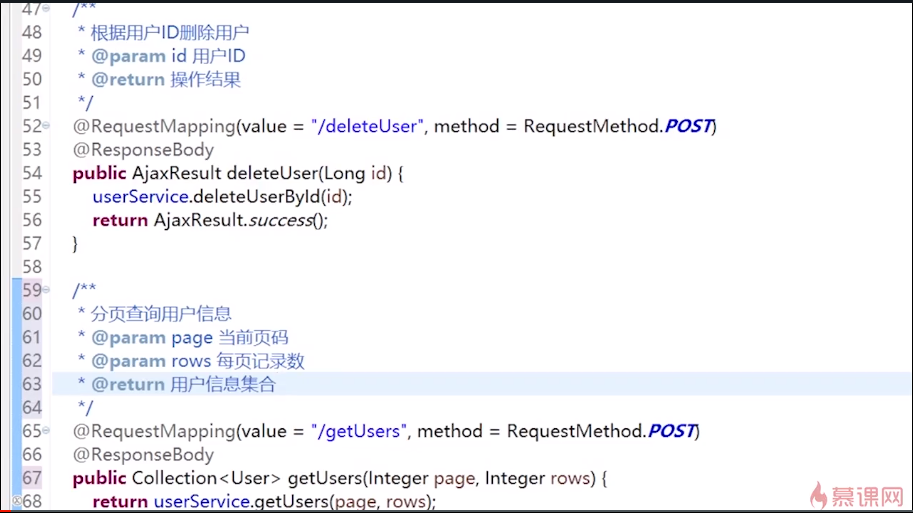 47 /**
48 * 根据用户ID删除用户
49 * @param id 用户ID
50 * @return 操作结果
51 */
52 @RequestMapping(value = "/deleteUser", method = RequestMethod.POST)
53 @ResponseBody
54 public AjaxResult deleteUser(Long id) {
55 userService.deleteUserById(id);
56 return AjaxResult.success();
57 }
58
59 /**
60 * 分页查询用户信息
61 * @param page 当前页码
62 * @param rows 每页记录数
63 * @return 用户信息集合
64 */
65 @RequestMapping(value = "/getUsers", method = RequestMethod.POST)
66 @ResponseBody
67 public Collection<User> getUsers(Integer page, Integer rows) {
68 return userService.getUsers(page, rows);
慕课网